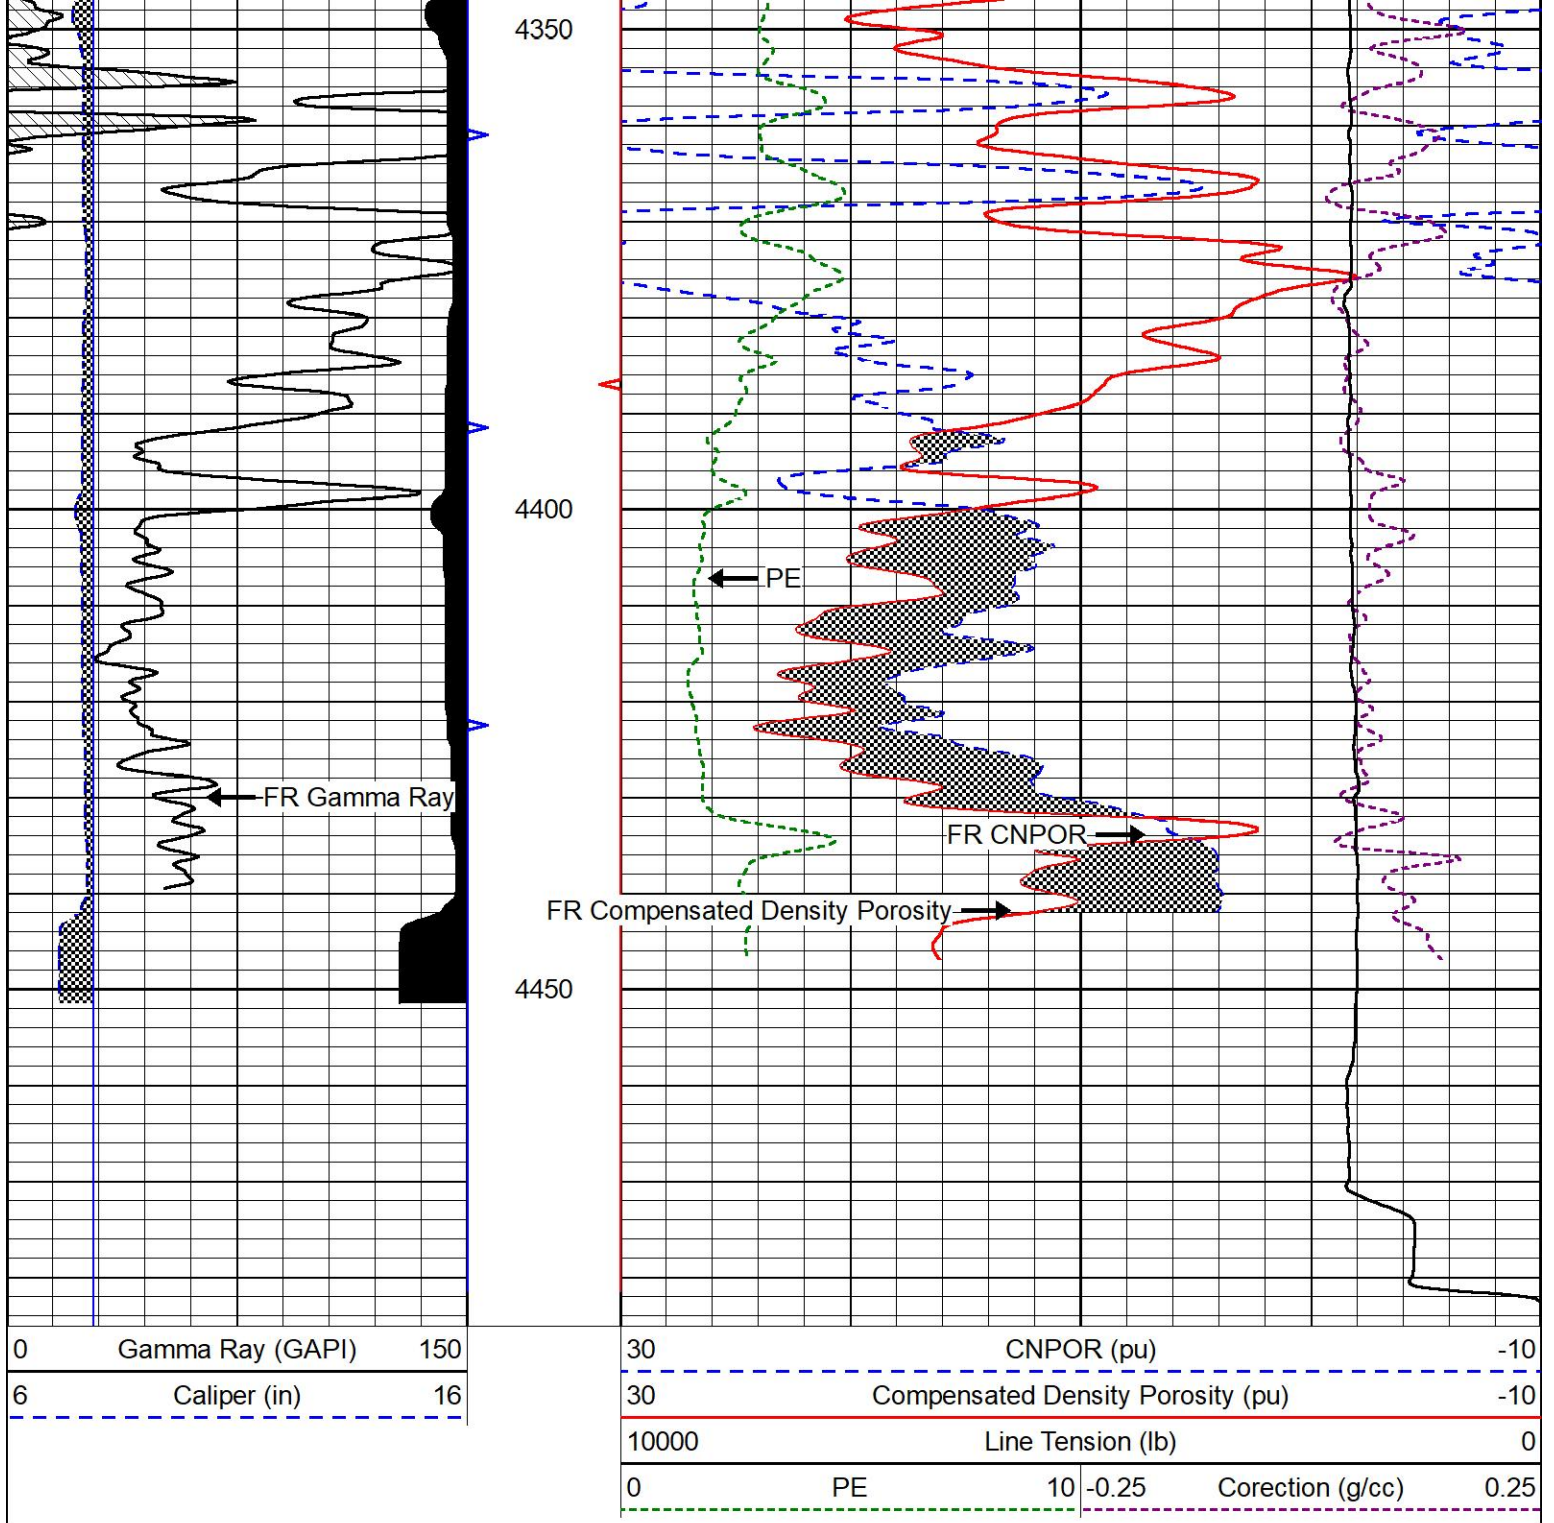 4350
4400
PE
FR Gamma Ray
FR CNPOR
FR Compensated Density Porosity
4450
0 Gamma Ray (GAPI) 150
6 Caliper (in) 16
30 CNPOR (pu) -10
30 Compensated Density Porosity (pu) -10
10000 Line Tension (lb) 0
0 PE 10 -0.25 Corection (g/cc) 0.25